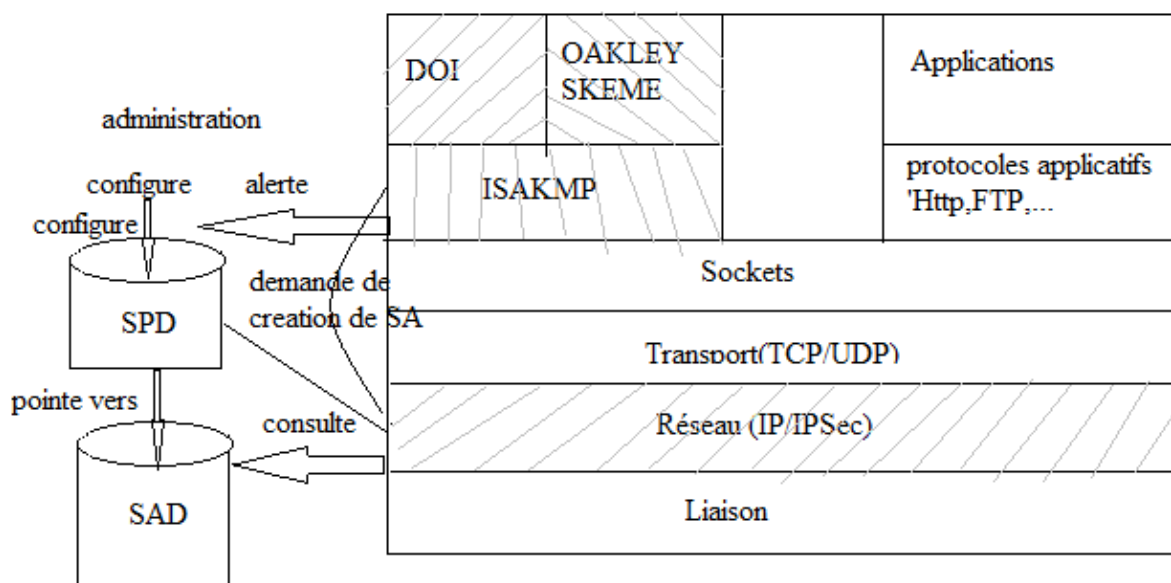 DOI
OAKLEY
SKEME
Applications
administration
configure
alerte
ISAKMP
protocoles applicatifs
'Http,FTP,...
configure
Sockets
demande de
creation de SA
SPD
Transport(TCP/UDP)
pointe vers
consulte
Réseau (IP/IPSec)
SAD
Liaison